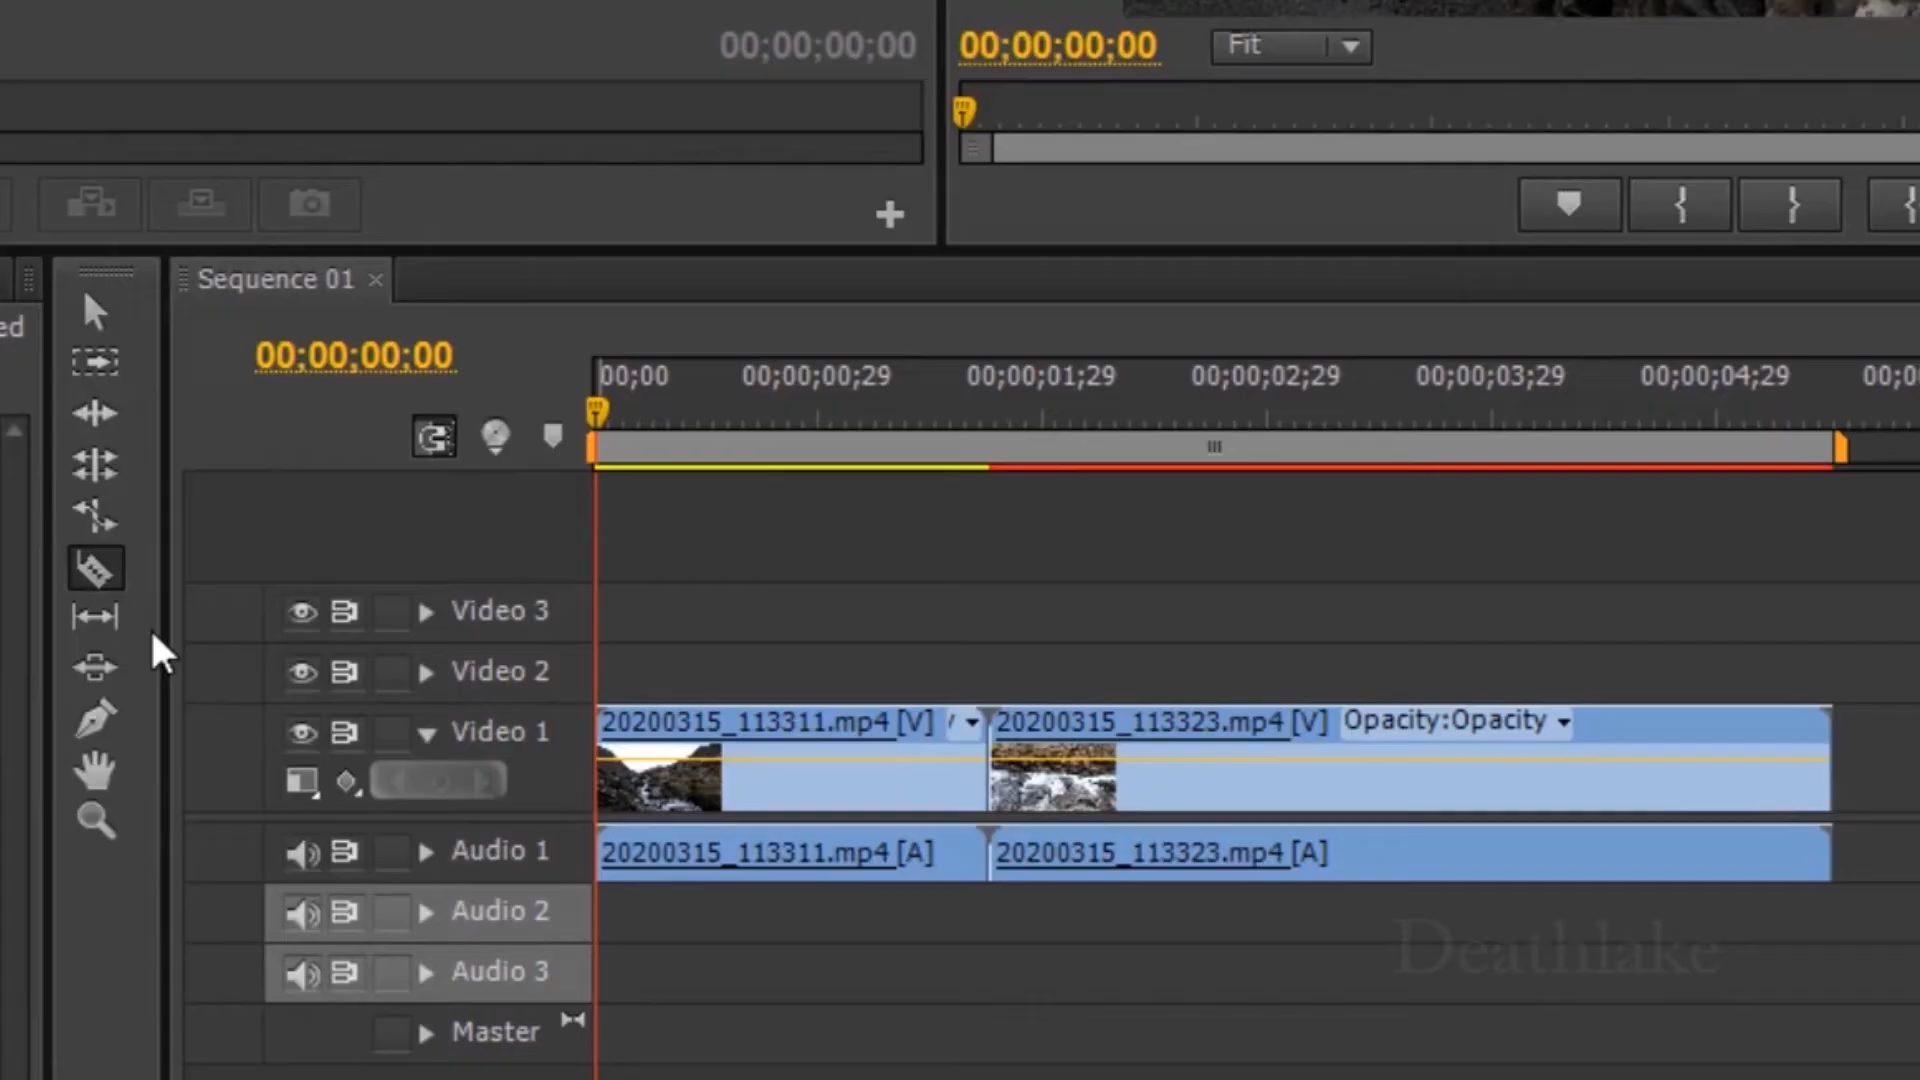 00;00;00;00
00;00;00;00
Fit
Sequence 01
ed
00;00;00;00
00;00
00;00;00;29
00;00;01;29
00;00;02;29
00;00;03;29
00;00;04;29
00;0
Video 3
Video 2
Video 1
20200315_113311.mp4 [V]
20200315_113323.mp4 [V]
Opacity:Opacity
Audio 1
20200315_113311.mp4 [A]
20200315_113323.mp4 [A]
Audio 2
Audio 3
Deathlake
Master